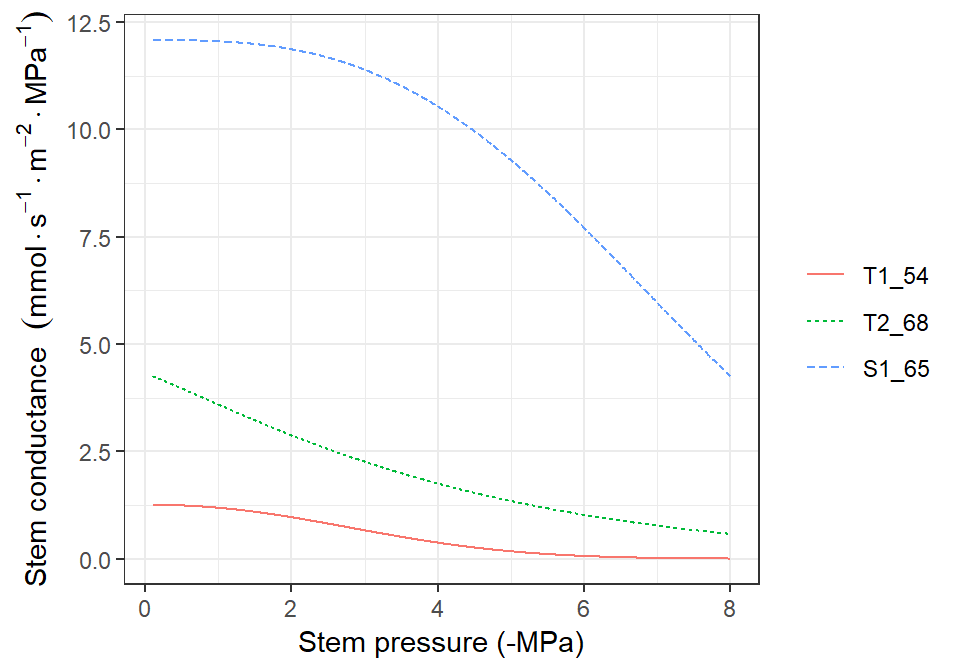 Stem conductance (mmol·s⁻¹·m⁻²·MPa⁻¹)
12.5
10.0
7.5
5.0
2.5
0.0
0 2 4 6 8
Stem pressure (-MPa)
T1_54
T2_68
S1_65